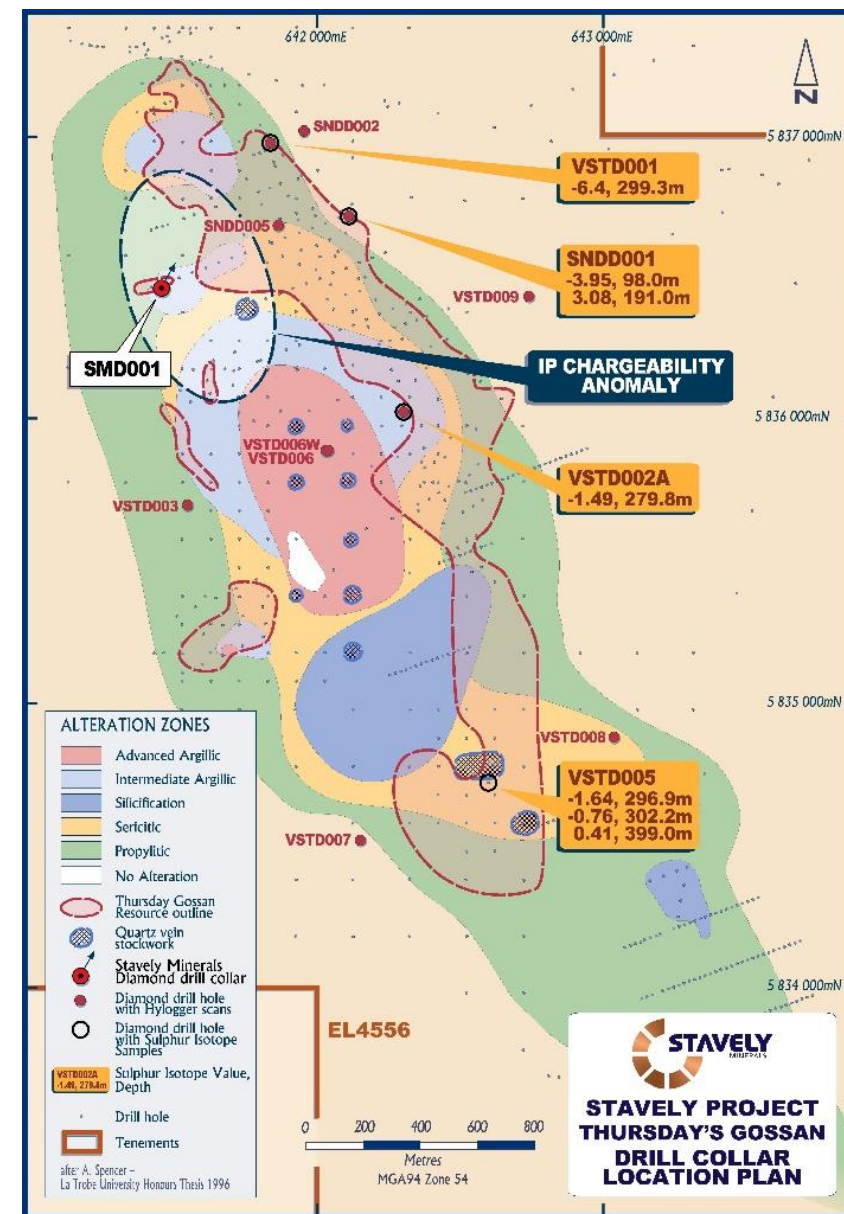 642 000mE
643 000mE
N
SNDD002
5 837 000mN
VSTD001
-6.4, 299.3m
SNDD005
SNDD001
-3.95, 98.0m
3.08, 191.0m
VSTD009
SMD001
IP CHARGEABILITY
ANOMALY
5 836 000mN
VSTD006W
VSTD006
VSTD002A
-1.49, 279.8m
VSTD003
5 835 000mN
ALTERATION ZONES
Advanced Argillic
Intermediate Argillic
Silicification
Sericitic
Propylitic
No Alteration
Thursday Gossan
Resource outline
Quartz vein
stockwork
Stavely Minerals
Diamond drill collar
Diamond drill hole
with Hylogger scans
Diamond drill hole
with Sulphur Isotope
Samples
VSTD002A
-1.49, 279.8m
Sulphur Isotope Value,
Depth
Drill hole
Tenements
after A. Spencer –
La Trobe University Honours Thesis 1996
VSTD008
VSTD005
-1.64, 296.9m
-0.76, 302.2m
0.41, 399.0m
VSTD007
5 834 000mN
EL4556
0 200 400 600 800
Metres
MGA94 Zone 54
STAVELY
MINERALS
STAVELY PROJECT
THURSDAY'S GOSSAN
DRILL COLLAR
LOCATION PLAN